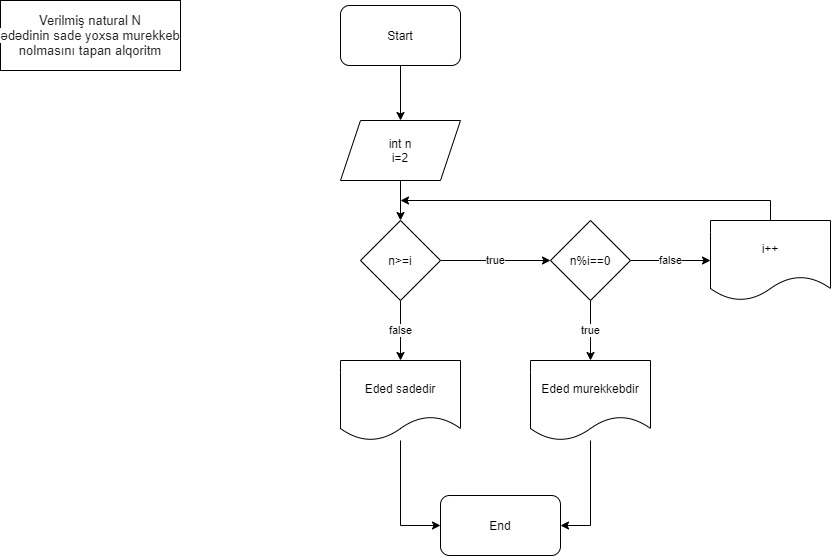 Verilmiş natural N
ədədinin sade yoxsa murekkeb
nolmasını tapan alqoritm
Start
int n
i=2
n>=i
true
n%i==0
false
i++
false
true
Eded sadedir
Eded murekkebdir
End